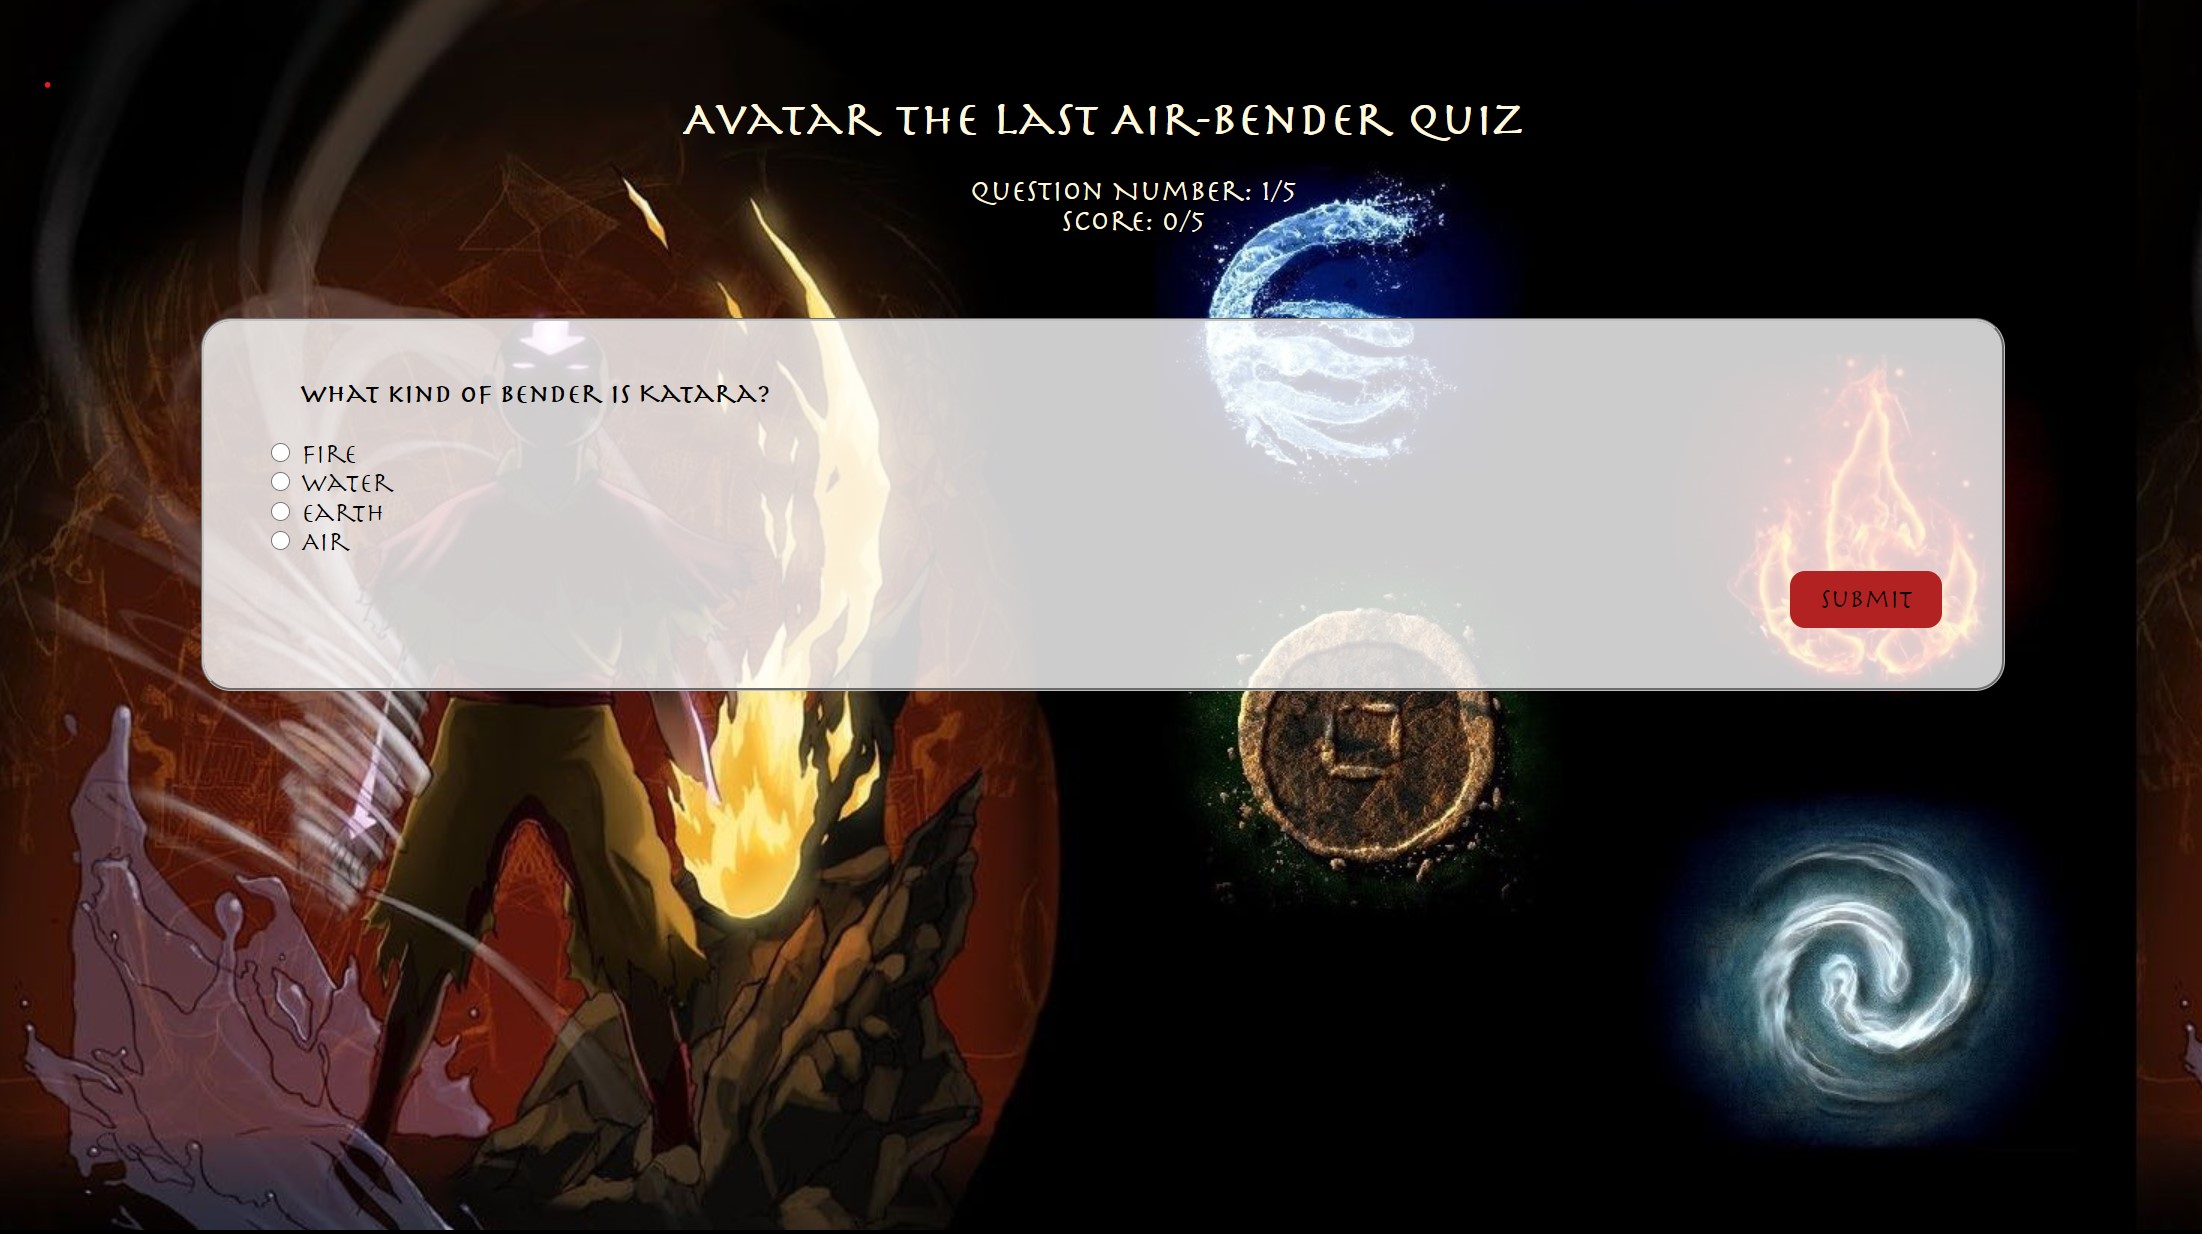 AVATAR THE LAST AIR-BENDER QUIZ
QUESTION NUMBER: 1/5
SCORE: 0/5
WHAT KIND OF BENDER IS KATARA?
FIRE
WATER
EARTH
AIR
SUBMIT